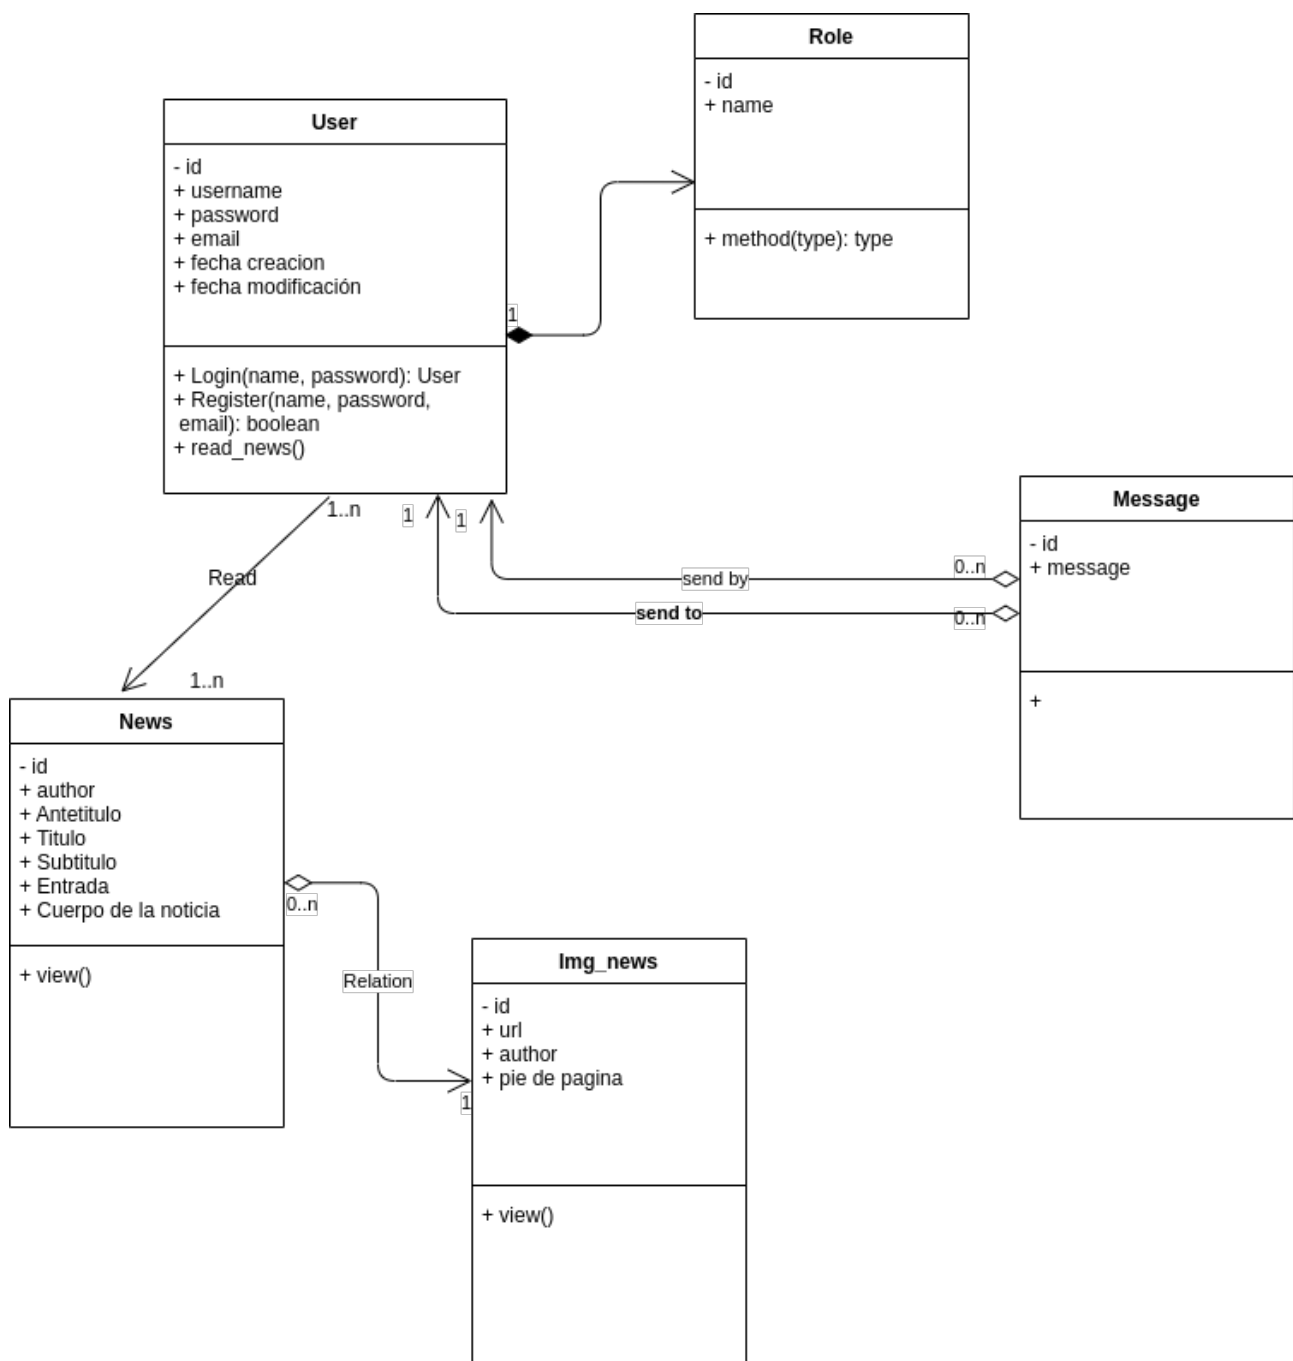 Role
- id
+ name
+ method(type): type
User
- id
+ username
+ password
+ email
+ fecha creacion
+ fecha modificación
1
+ Login(name, password): User
+ Register(name, password,
email): boolean
+ read_news()
1..n
1
1
Read
1..n
send by
0..n
send to
0..n
Message
- id
+ message
+
News
- id
+ author
+ Antetitulo
+ Titulo
+ Subtitulo
+ Entrada
+ Cuerpo de la noticia
+ view()
0..n
Relation
1
Img_news
- id
+ url
+ author
+ pie de pagina
+ view()